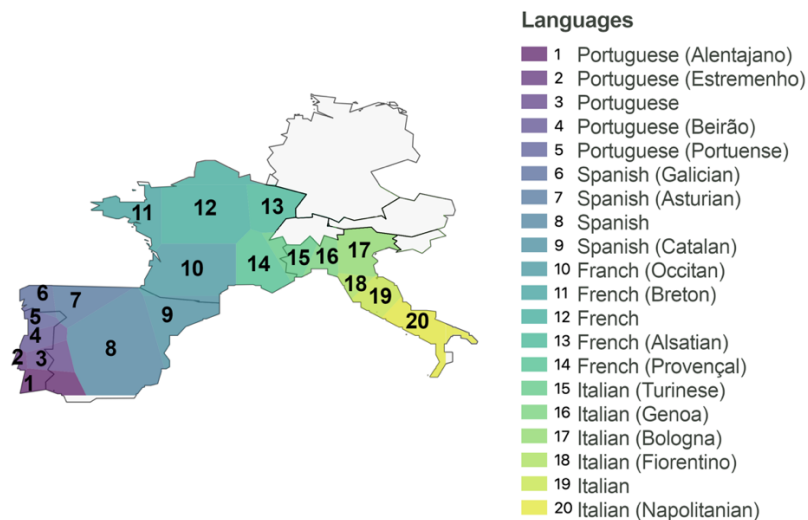 Languages
1 Portuguese (Alentajano)
2 Portuguese (Estremenho)
3 Portuguese
4 Portuguese (Beirão)
5 Portuguese (Portuense)
6 Spanish (Galician)
7 Spanish (Asturian)
8 Spanish
9 Spanish (Catalan)
10 Franch (Occitan)
11 French (Breton)
12 French
13 French (Alsatian)
14 French (Provençal)
15 Italian (Turinese)
16 Italian (Genoa)
17 Italian (Bologna)
18 Italian (Fiorentino)
19 Italian
20 Italian (Napolitanian)
11 12 13
10 14 15 16 17
6 7 18
5 9 19
4 20
2 3 8
1